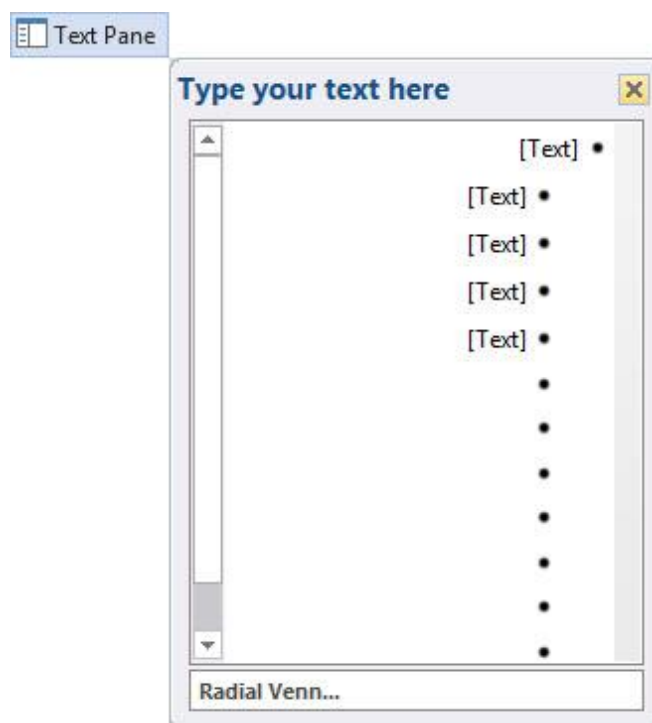 Text Pane
Type your text here
[Text] •
[Text] •
[Text] •
[Text] •
[Text] •
•
•
•
•
•
•
•
Radial Venn...